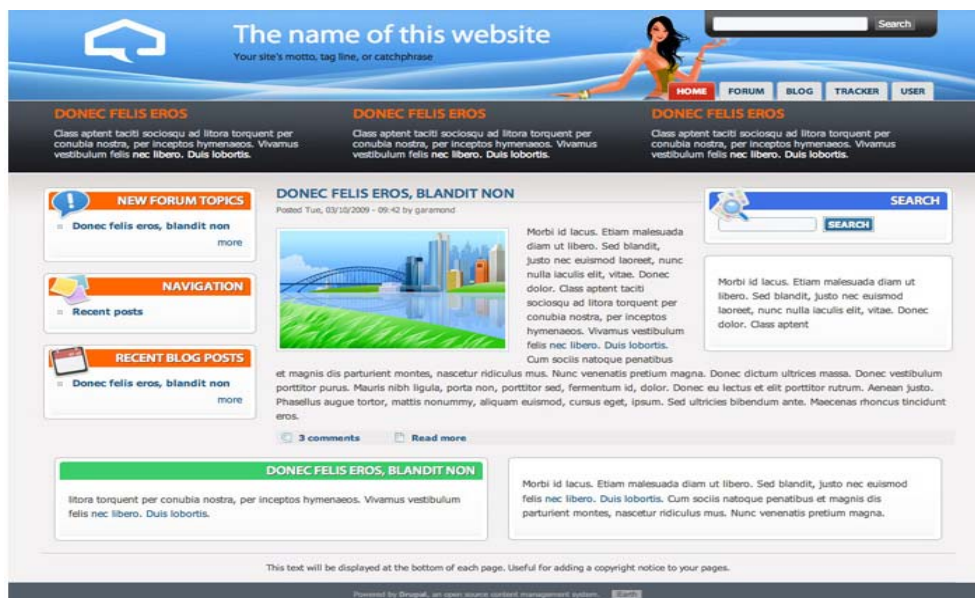 The name of this website
Your site's motto, tag line, or catchphrase
Search
HOME
FORUM
BLOG
TRACKER
USER
DONEC FELIS EROS
Class aptent taciti sociosqu ad litora torquent per
conubia nostra, per inceptos hymenaeos. Vivamus
vestibulum felis nec libero. Duis lobortis.
DONEC FELIS EROS
Class aptent taciti sociosqu ad litora torquent per
conubia nostra, per inceptos hymenaeos. Vivamus
vestibulum felis nec libero. Duis lobortis.
DONEC FELIS EROS
Class aptent taciti sociosqu ad litora torquent per
conubia nostra, per inceptos hymenaeos. Vivamus
vestibulum felis nec libero. Duis lobortis.
NEW FORUM TOPICS
Donec felis eros, blandit non
more
NAVIGATION
Recent posts
RECENT BLOG POSTS
Donec felis eros, blandit non
more
DONEC FELIS EROS, BLANDIT NON
Posted Tue, 03/10/2009 - 09:42 by garamond
Morbi id lacus. Etiam malesuada
diam ut libero. Sed blandit,
justo nec euismod laoreet, nunc
nulla iaculis elit, vitae. Donec
dolor. Class aptent taciti
sociosqu ad litora torquent per
conubia nostra, per inceptos
hymenaeos. Vivamus vestibulum
felis nec libero. Duis lobortis.
Cum sociis natoque penatibus
et magnis dis parturient montes, nascetur ridiculus mus. Nunc venenatis pretium magna. Donec dictum ultrices massa. Donec vestibulum
porttitor purus. Mauris nibh ligula, porta non, porttitor sed, fermentum id, dolor. Donec eu lectus et elit porttitor rutrum. Aenean justo.
Phasellus augue tortor, mattis nonummy, aliquam euismod, cursus eget, ipsum. Sed ultricies bibendum ante. Maecenas rhoncus tincidunt
eros.
3 comments
Read more
SEARCH
SEARCH
Morbi id lacus. Etiam malesuada diam ut
libero. Sed blandit, justo nec euismod
laoreet, nunc nulla iaculis elit, vitae. Donec
dolor. Class aptent
DONEC FELIS EROS, BLANDIT NON
litora torquent per conubia nostra, per inceptos hymenaeos. Vivamus vestibulum
felis nec libero. Duis lobortis.
Morbi id lacus. Etiam malesuada diam ut libero. Sed blandit, justo nec euismod
felis nec libero. Duis lobortis. Cum sociis natoque penatibus et magnis dis
parturient montes, nascetur ridiculus mus. Nunc venenatis pretium magna.
This text will be displayed at the bottom of each page. Useful for adding a copyright notice to your pages.
Powered by Drupal, an open source content management system.
Earth